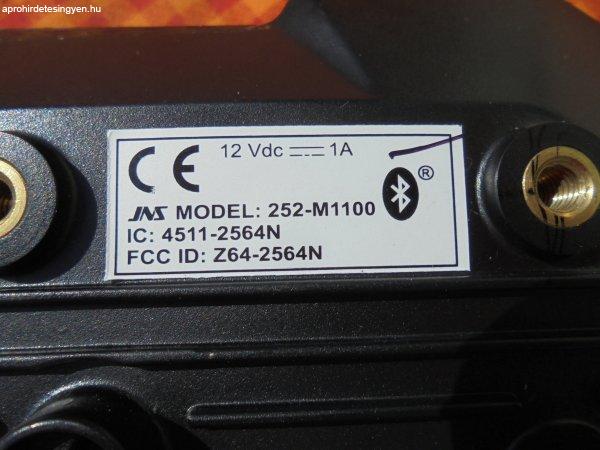 aprohirdetesingyen.hu
CE 12 Vdc ⎓ 1A
JNS MODEL: 252-M1100 ®
IC: 4511-2564N
FCC ID: Z64-2564N